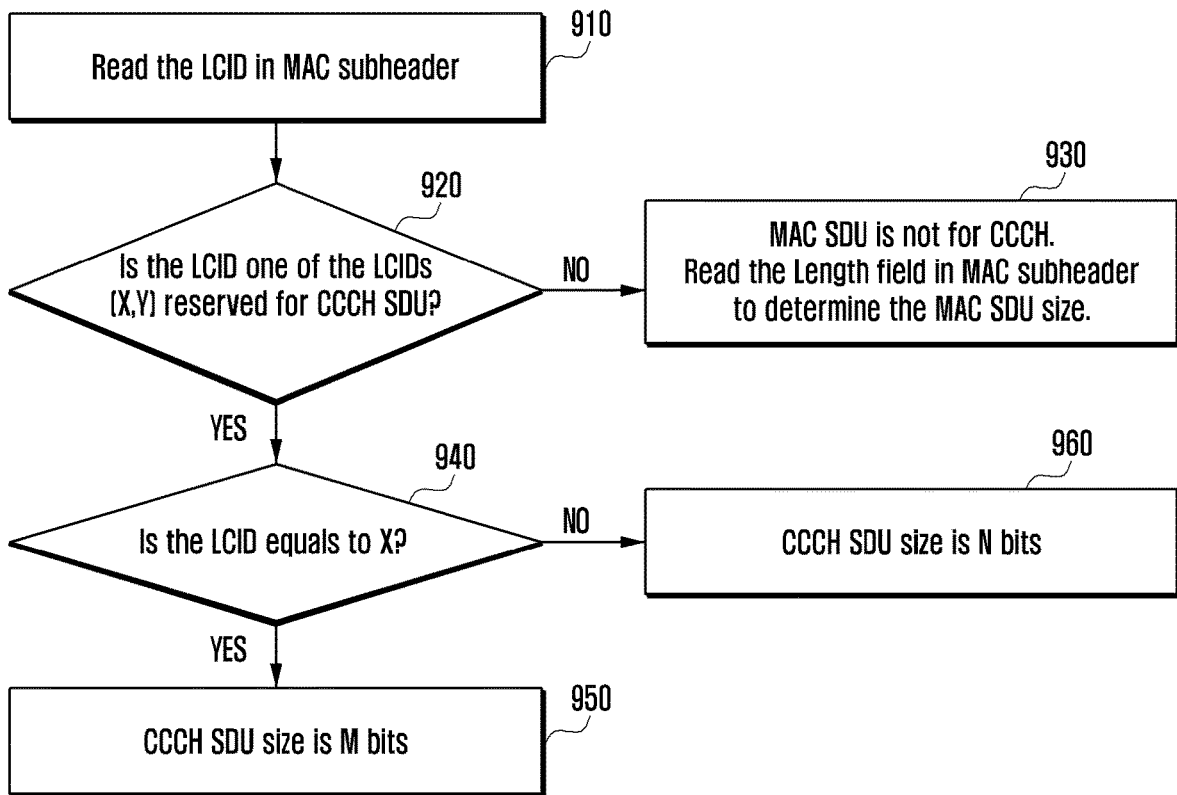 910
Read the LCID in MAC subheader
920
Is the LCID one of the LCIDs
(X,Y) reserved for CCCH SDU?
NO
930
MAC SDU is not for CCCH.
Read the Length field in MAC subheader
to determine the MAC SDU size.
YES
940
Is the LCID equals to X?
NO
960
CCCH SDU size is N bits
YES
950
CCCH SDU size is M bits